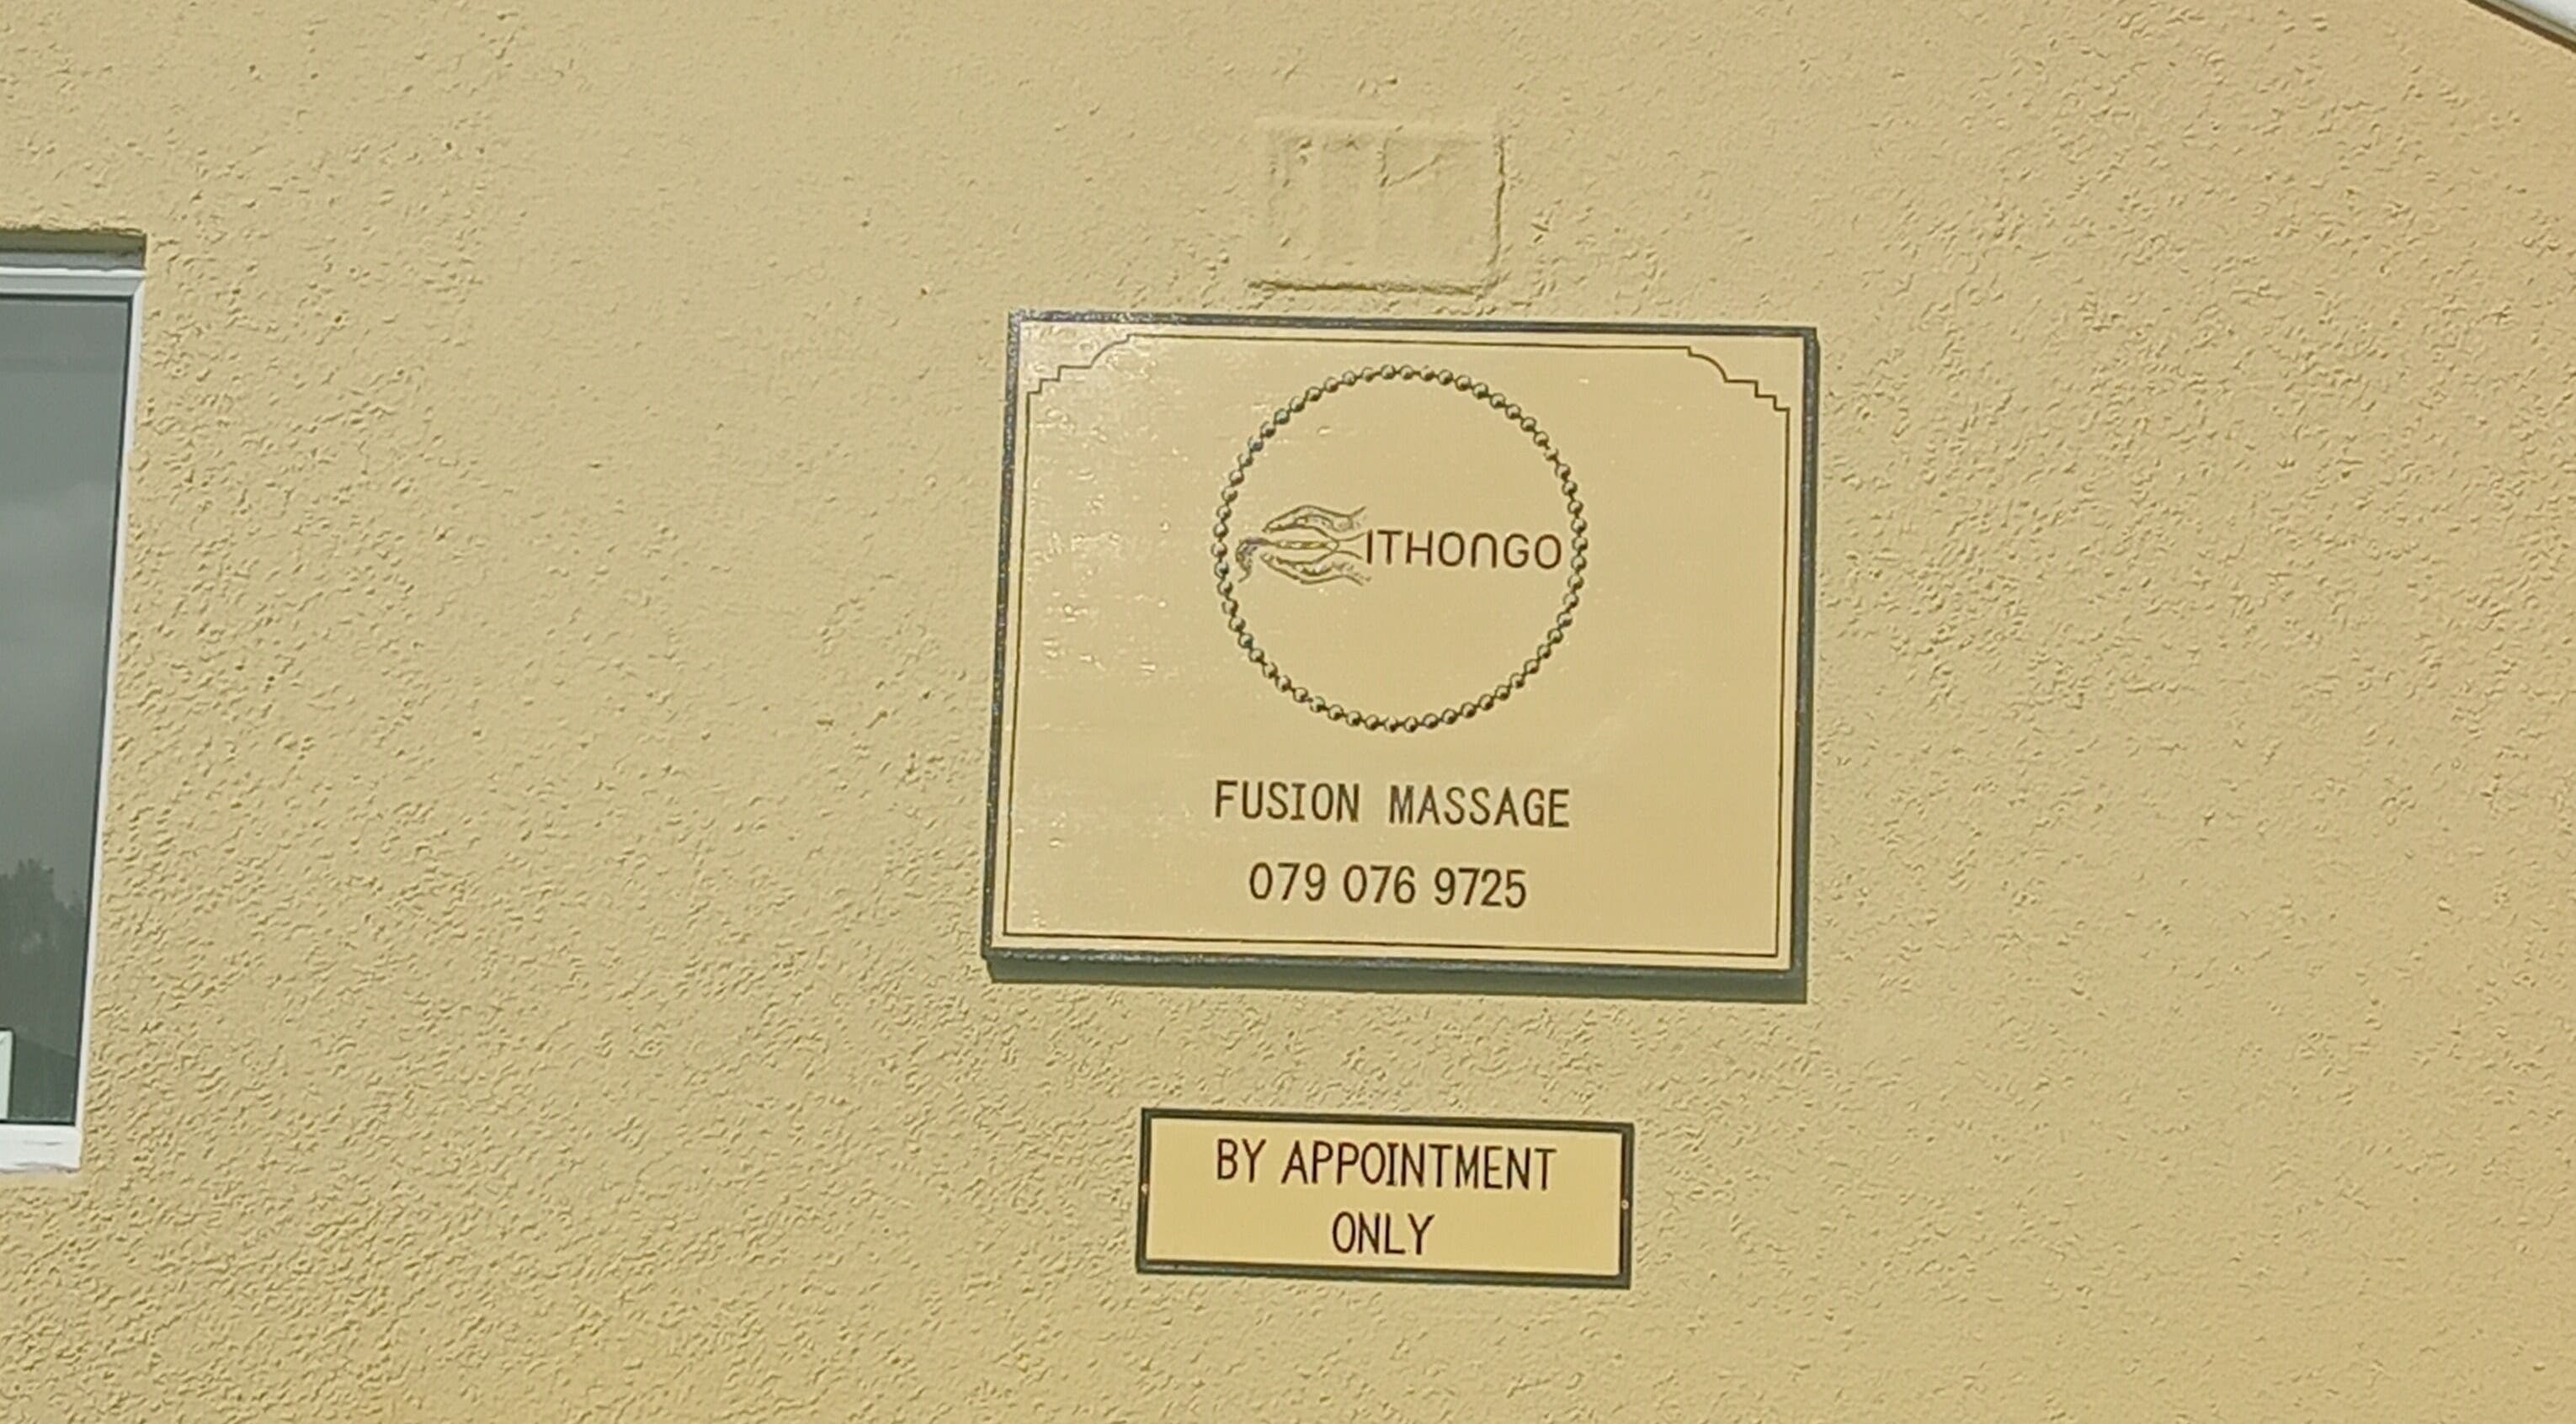 ITHONGO
FUSION MASSAGE
079 076 9725
BY APPOINTMENT
ONLY